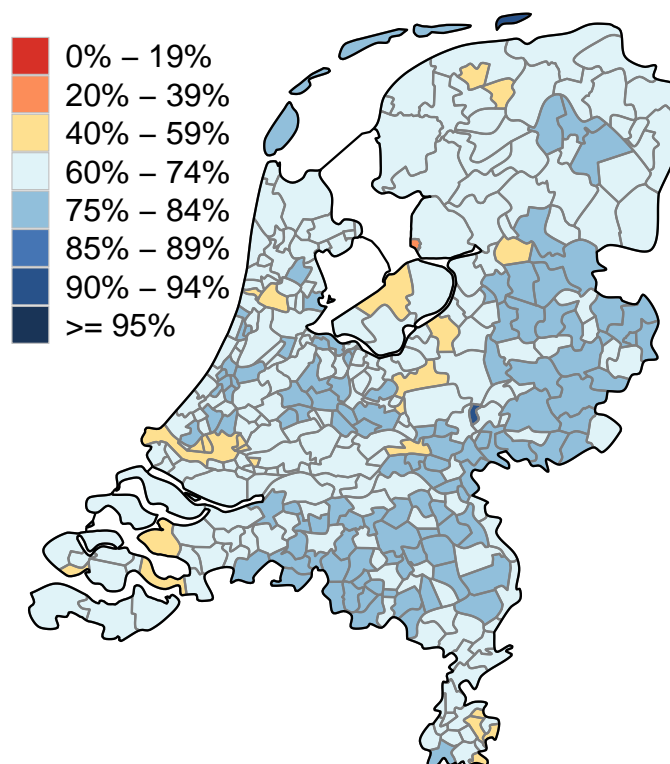 0% – 19%
20% – 39%
40% – 59%
60% – 74%
75% – 84%
85% – 89%
90% – 94%
>= 95%